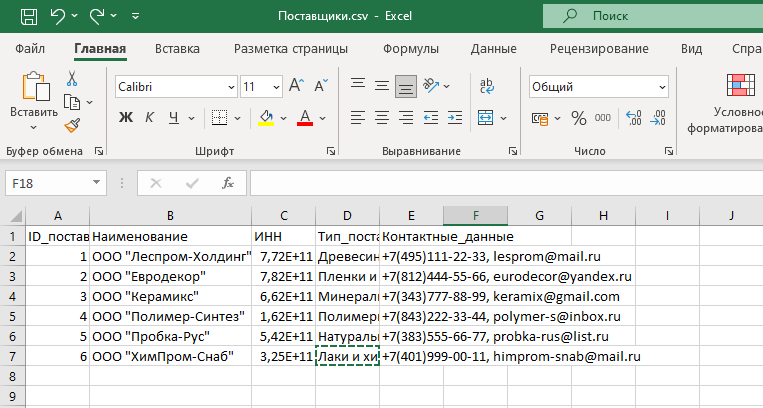 Поставщики.csv - Excel
Поиск
Файл Главная Вставка Разметка страницы Формулы Данные Рецензирование Вид Спра
Calibri 11 A A ab Общий
Вставить Ж К Ч А % 000 Условно
форматирова
Буфер обмена Шрифт Выравнивание Число
F18 fx
A B C D E F G H I J
1 ID_постав Наименование ИНН Тип_поста Контактные_данные
2 1 ООО "Леспром-Холдинг" 7,72E+11 Древесин +7(495)111-22-33, lesprom@mail.ru
3 2 ООО "Евродекор" 7,82E+11 Пленки и +7(812)444-55-66, eurodecor@yandex.ru
4 3 ООО "Керамикс" 6,62E+11 Минераль +7(343)777-88-99, keramix@gmail.com
5 4 ООО "Полимер-Синтез" 1,62E+11 Полимерн +7(843)222-33-44, polymer-s@inbox.ru
6 5 ООО "Пробка-Рус" 5,42E+11 Натуральн +7(383)555-66-77, probka-rus@list.ru
7 6 ООО "ХимПром-Снаб" 3,25E+11 Лаки и хи +7(401)999-00-11, himprom-snab@mail.ru
8
9